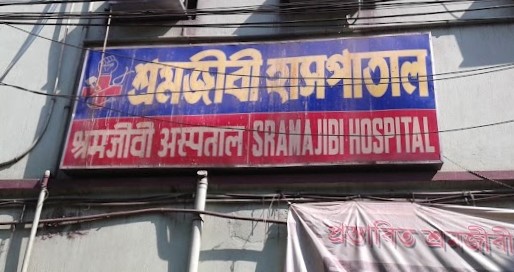 শ্রমজীবী হাসপাতাল
श्रमजीवी अस्पताल SRAMAJIBI HOSPITAL
প্রস্তাবিত শ্রমজীবী